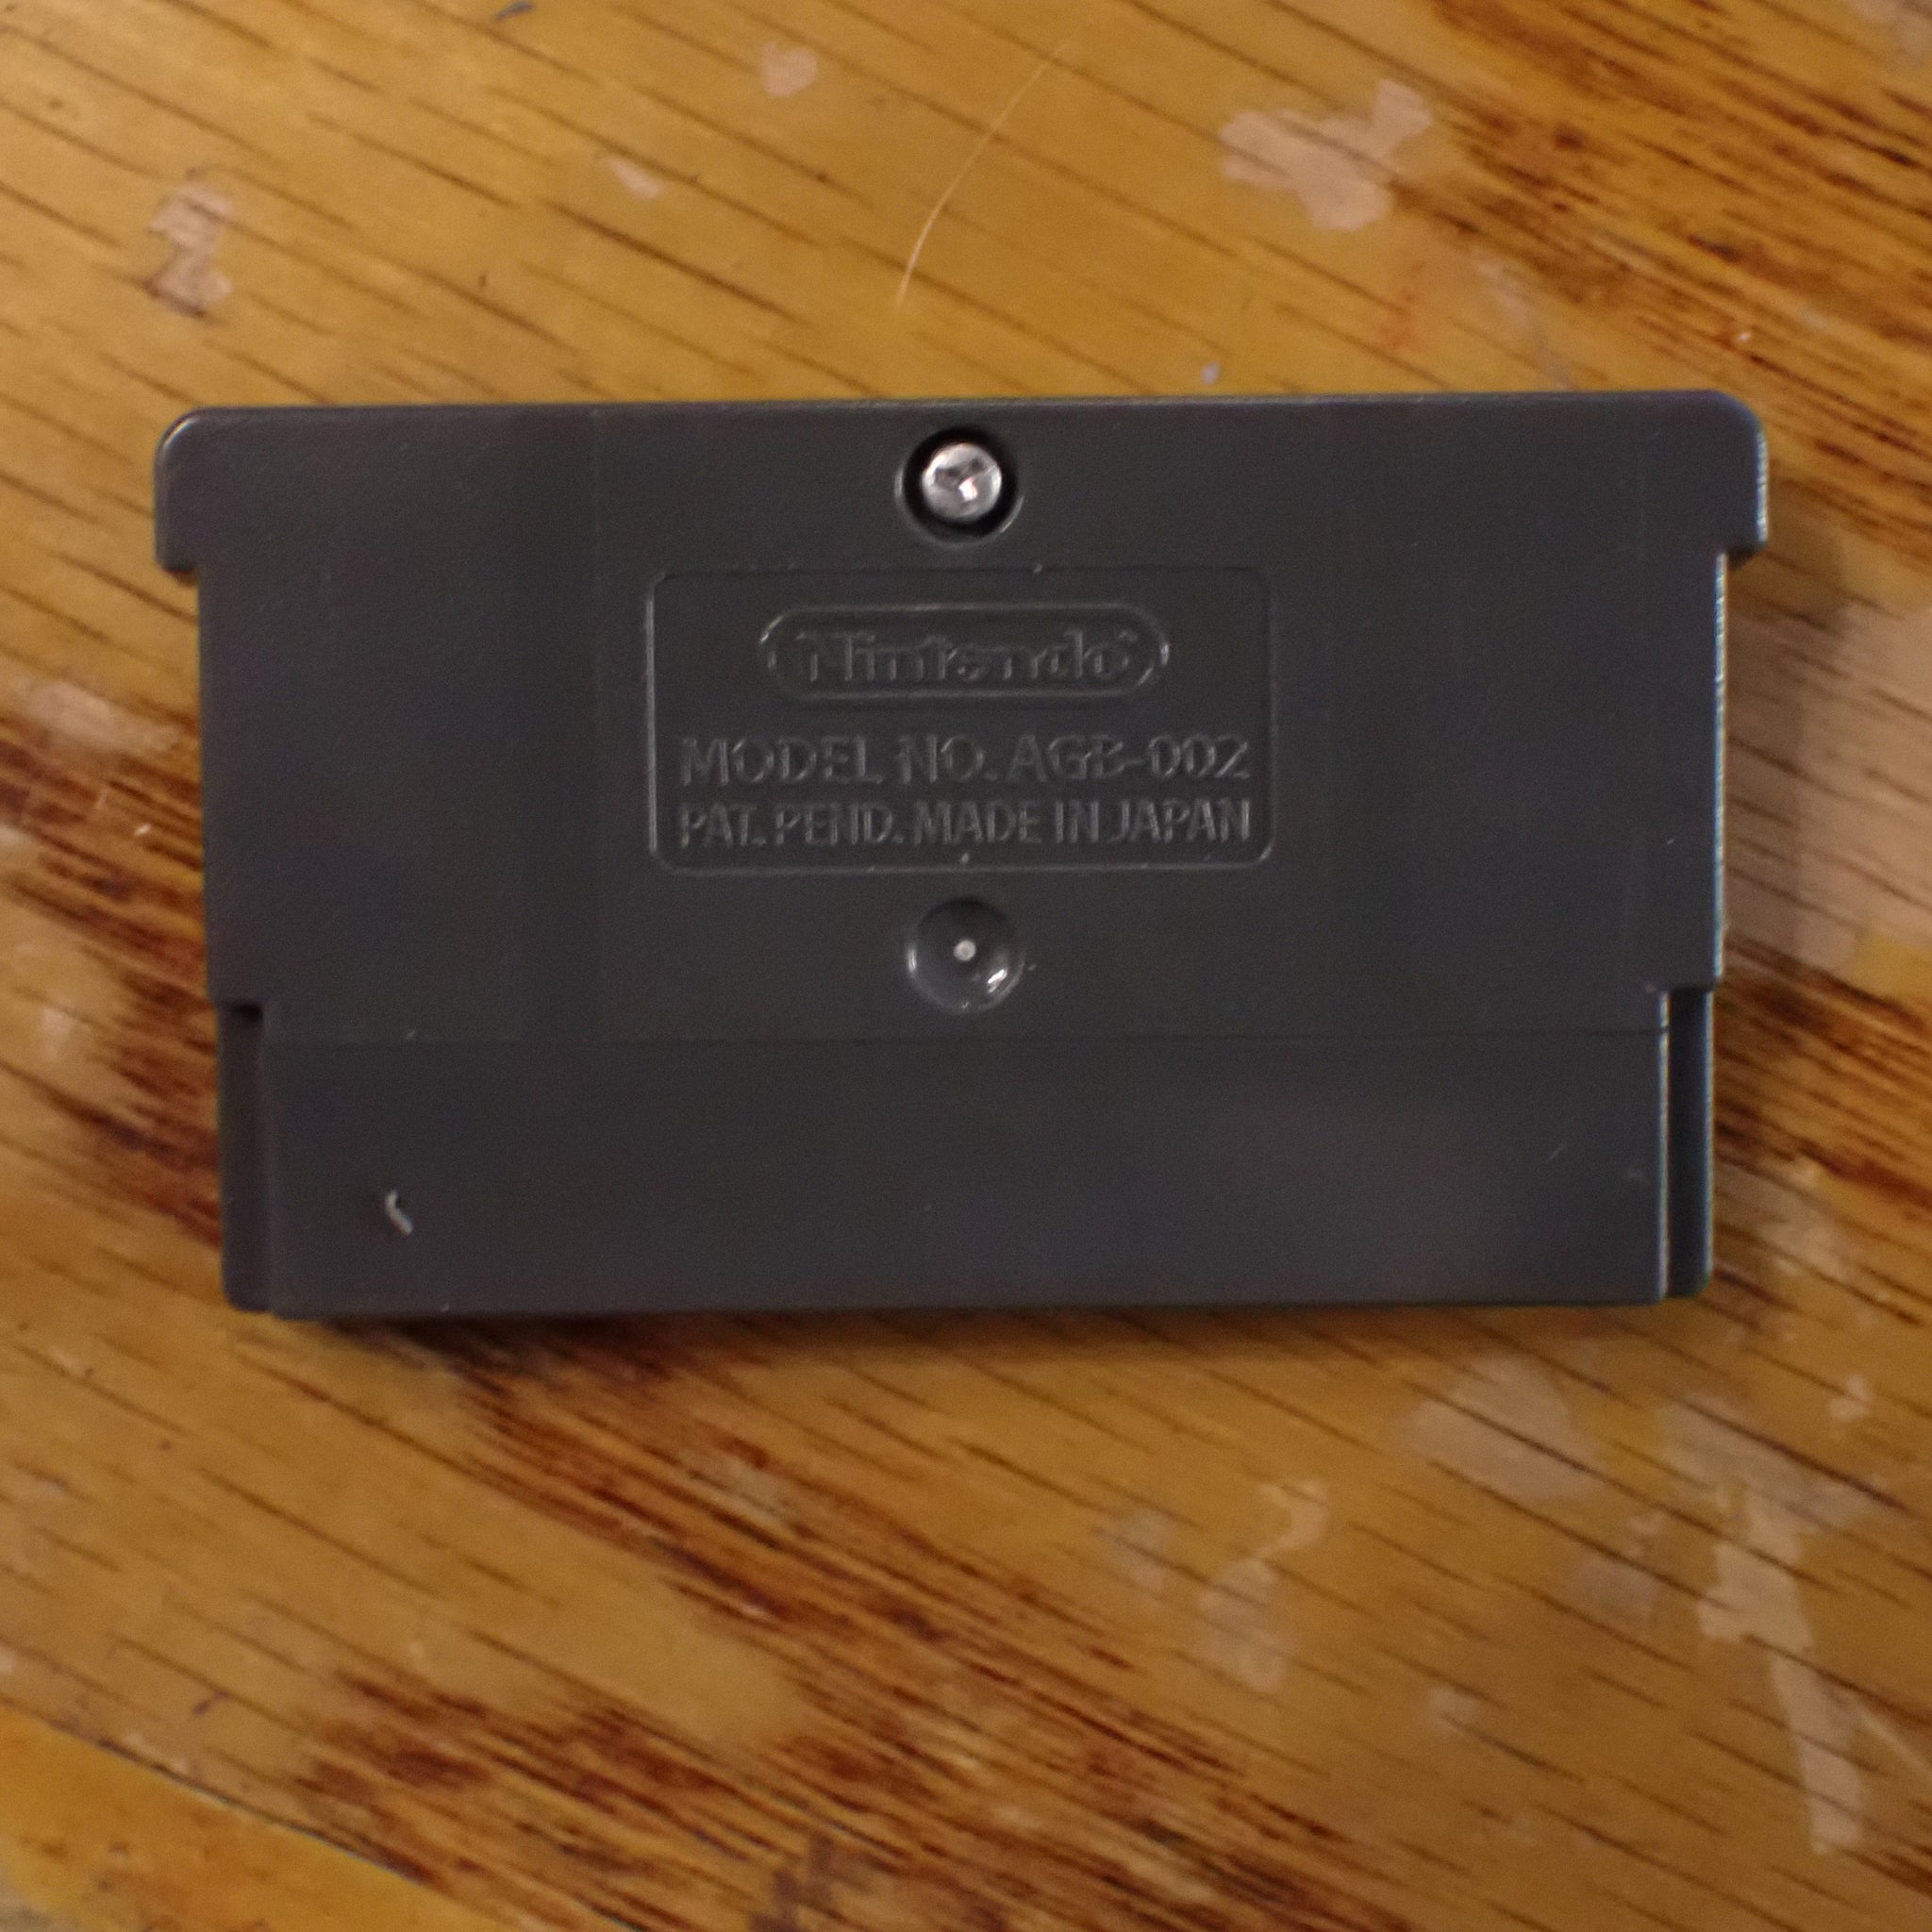 Nintendo
MODEL NO. AGB-002
PAT. PEND. MADE IN JAPAN